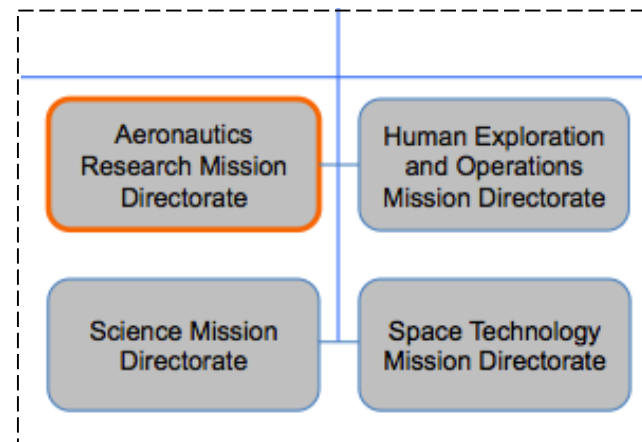 Aeronautics
Research Mission
Directorate
Human Exploration
and Operations
Mission Directorate
Science Mission
Directorate
Space Technology
Mission Directorate